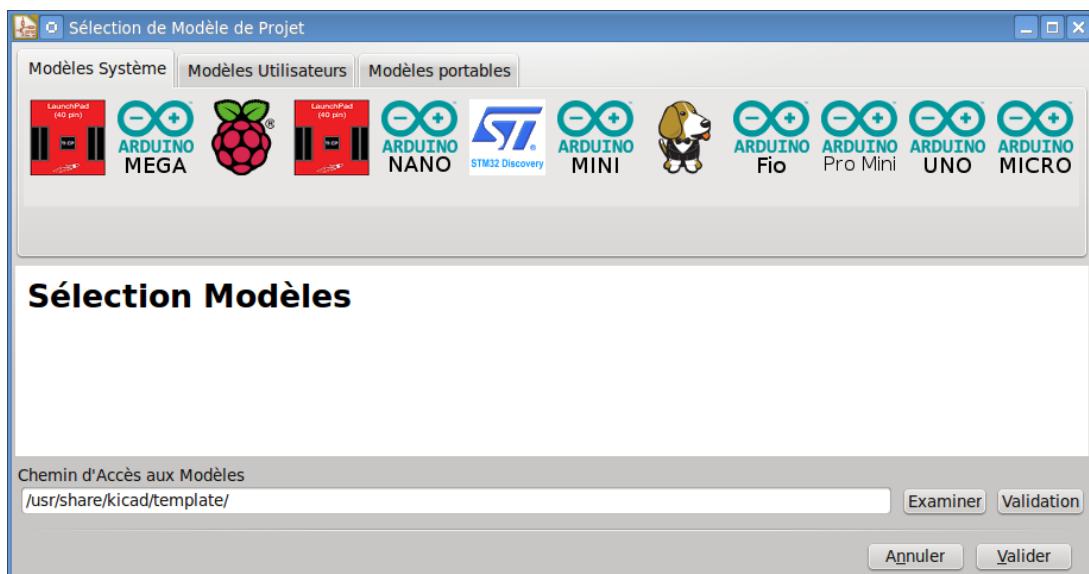 Sélection de Modèle de Projet
Modèles Système Modèles Utilisateurs Modèles portables
LaunchPad
(40 pin)
ARDUINO
MEGA
®
LaunchPad
(40 pin)
ARDUINO
NANO
STM32 Discovery
ARDUINO
MINI
ARDUINO
Fio
ARDUINO
Pro Mini
ARDUINO
UNO
ARDUINO
MICRO
Sélection Modèles
Chemin d'Accès aux Modèles
/usr/share/kicad/template/ Examiner Validation
Annuler Valider